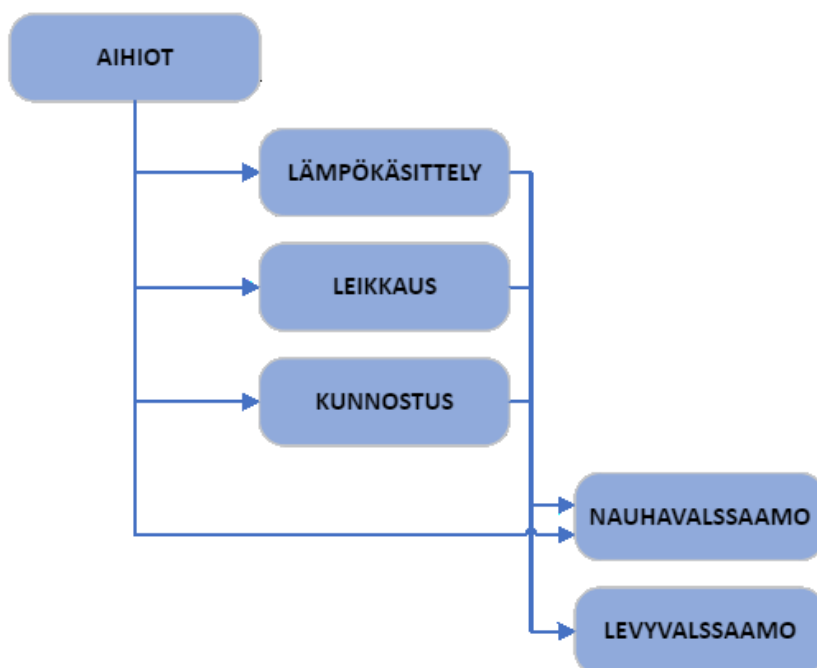 AIHIOT
LÄMPÖKÄSITTELY
LEIKKAUS
KUNNOSTUS
NAUHAVALSSAAMO
LEVYVALSSAAMO